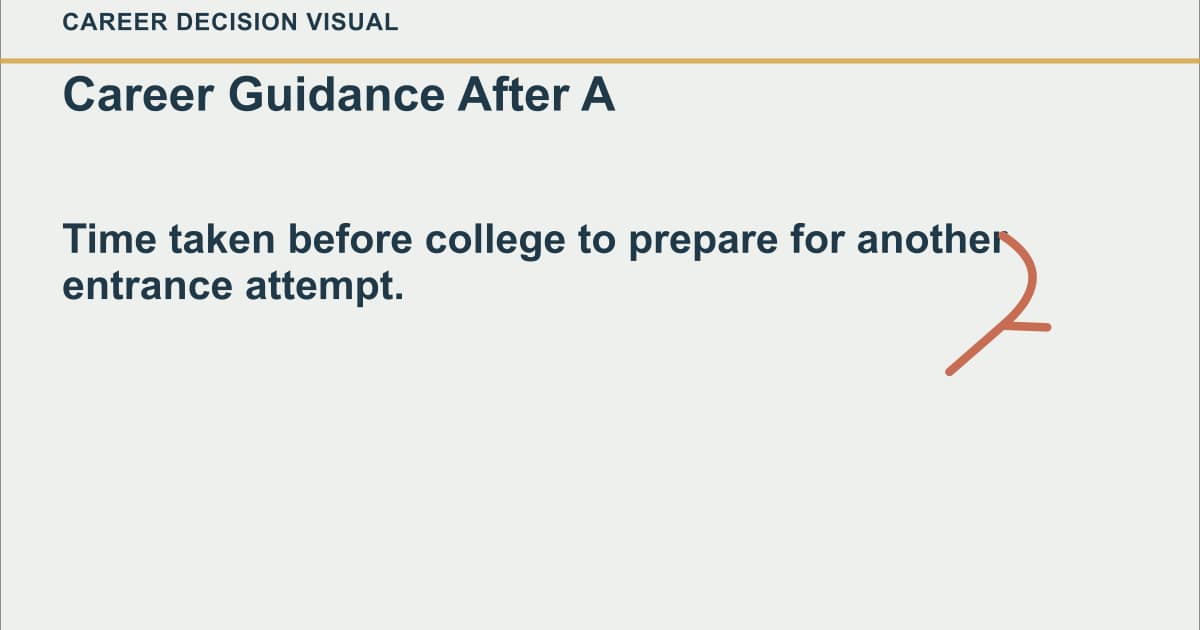 CAREER DECISION VISUAL
Career Guidance After A
Time taken before college to prepare for another
entrance attempt.